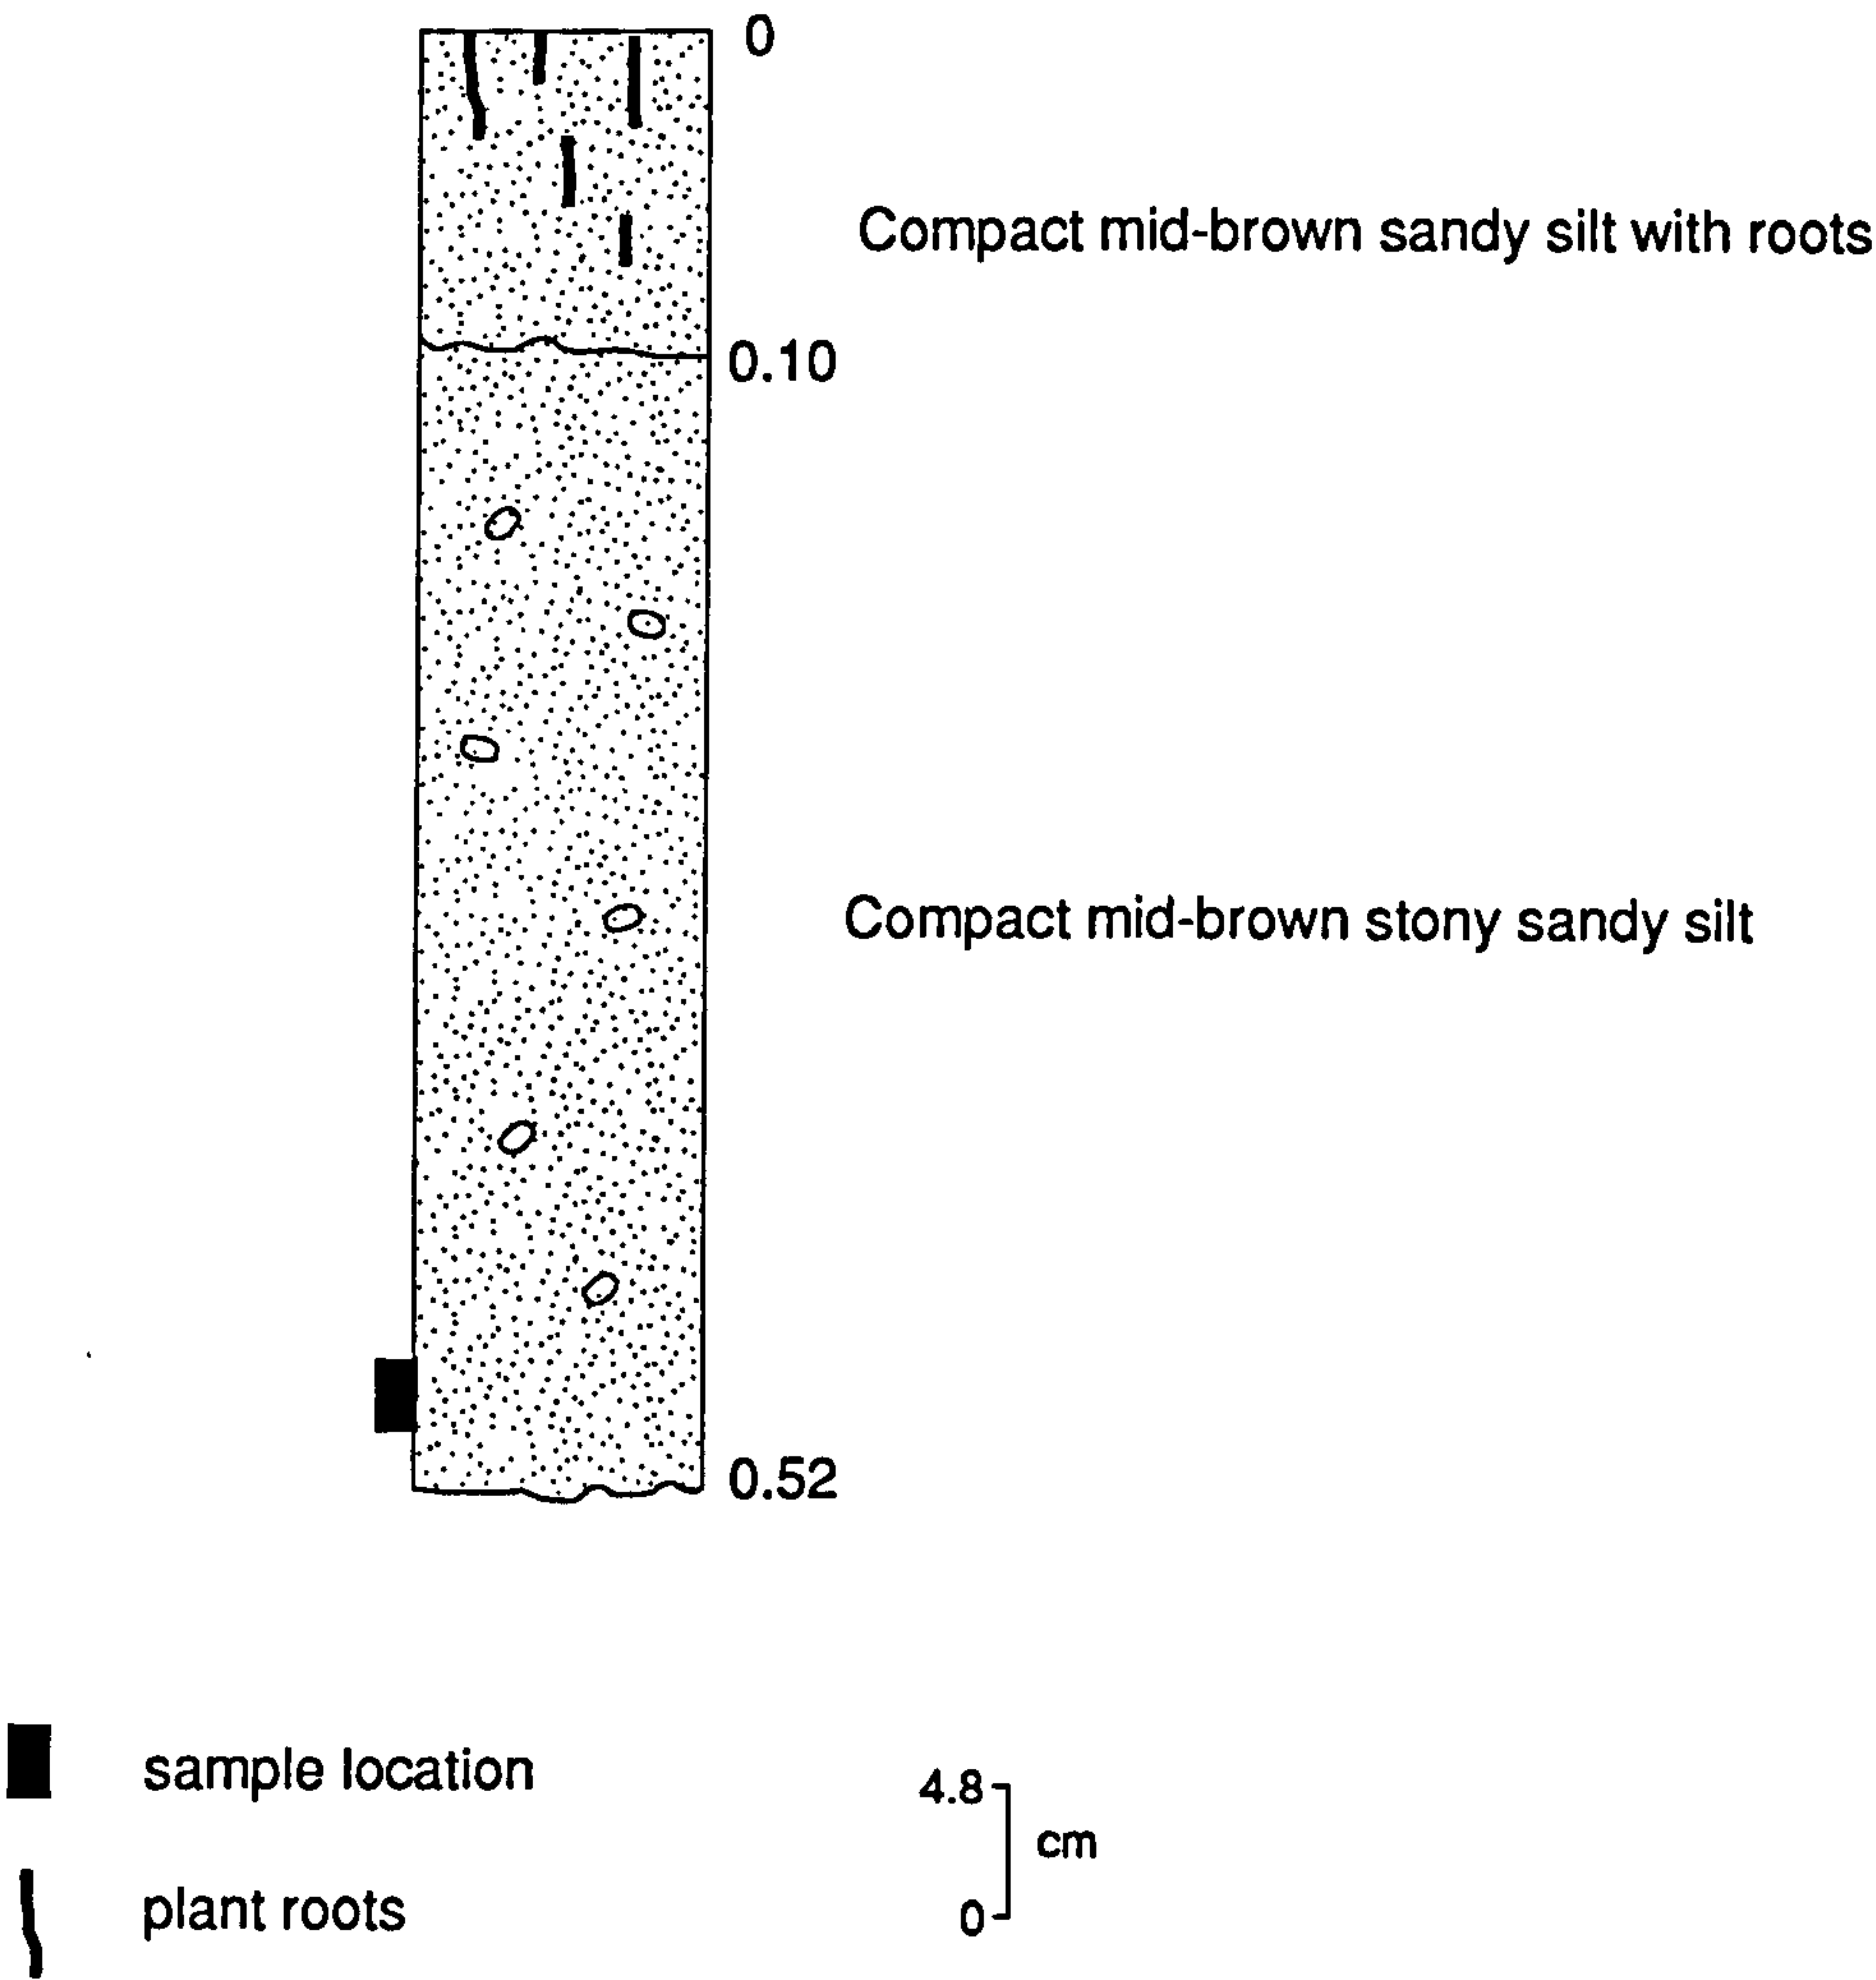 0
Compact mid-brown sandy silt with roots
0.10
Compact mid-brown stony sandy silt
0.52
sample location
plant roots
4.8
cm
0